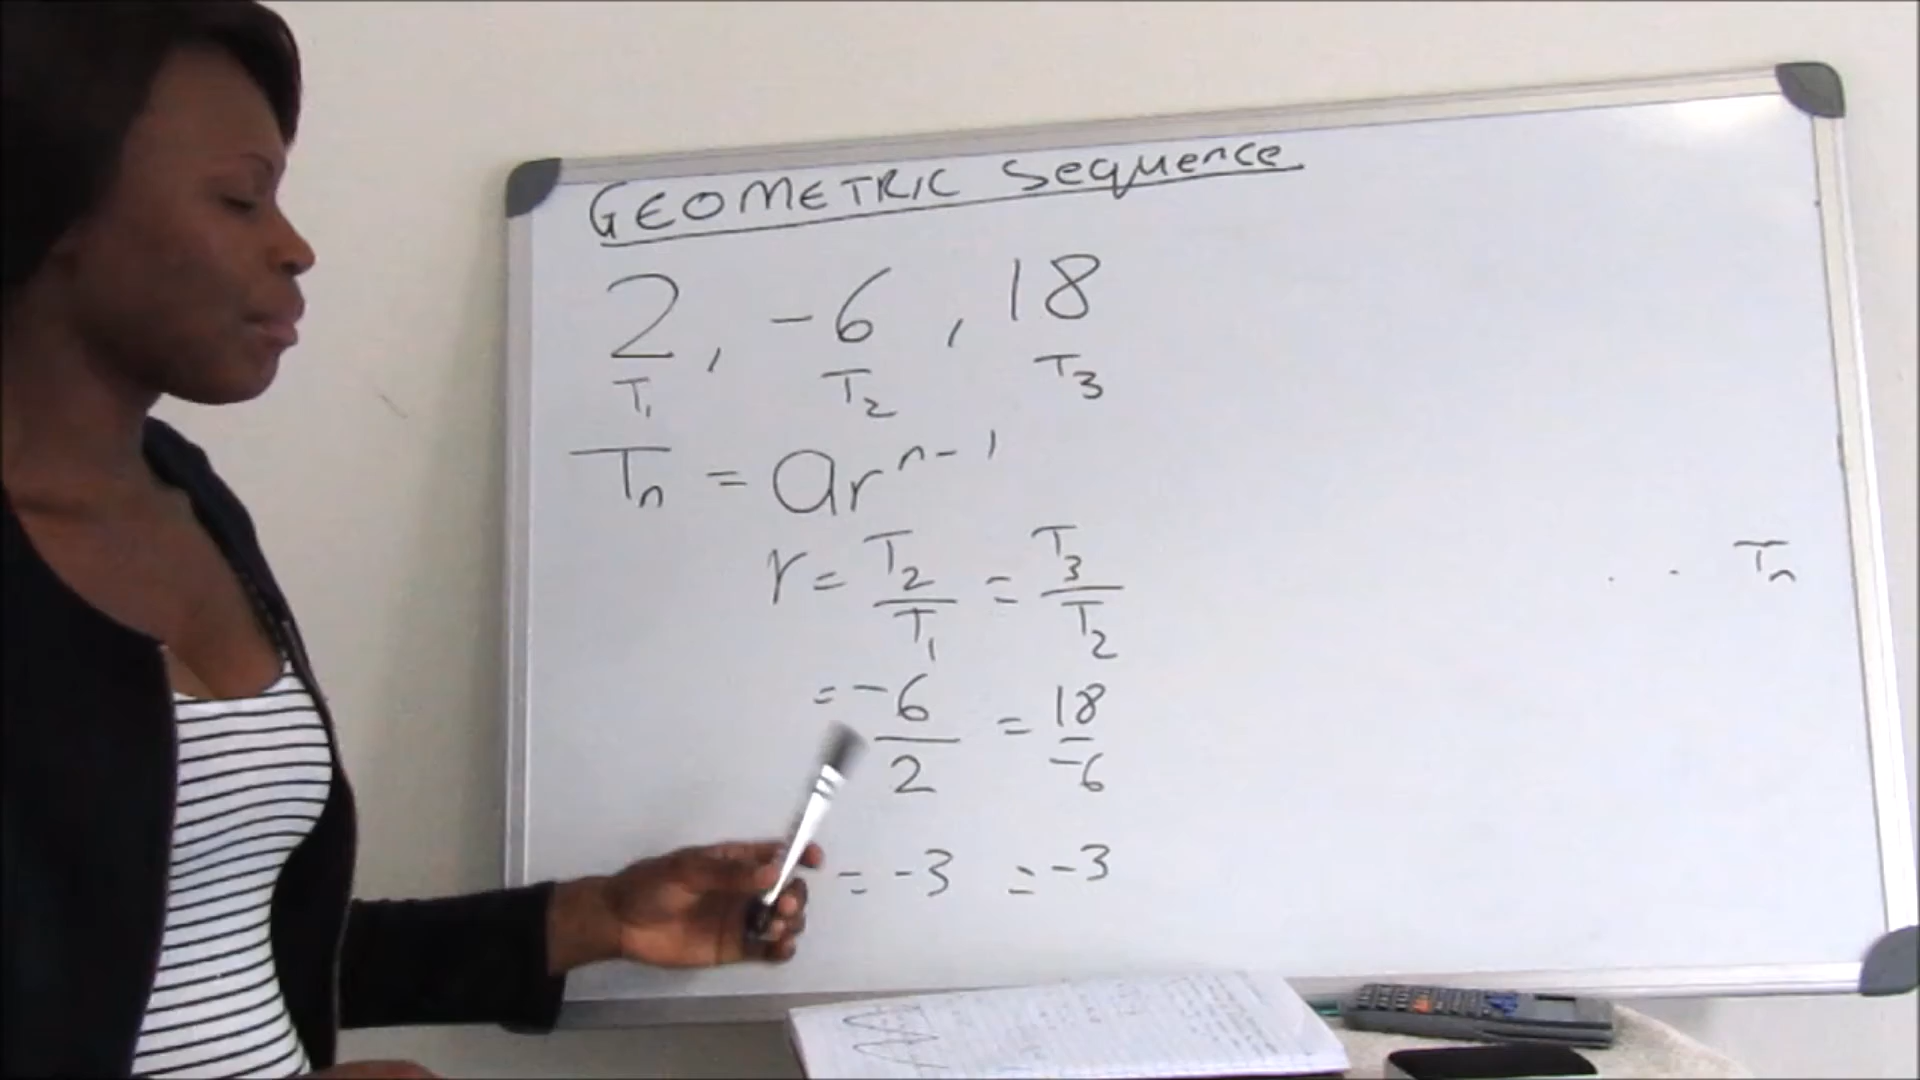 GEOMETRIC Sequence
2, -6, 18
T1 T2 T3
Tn = ar^n-1
r = T2/T1 = T3/T2
. . Tn
= -6/2 = 18/-6
= -3 = -3